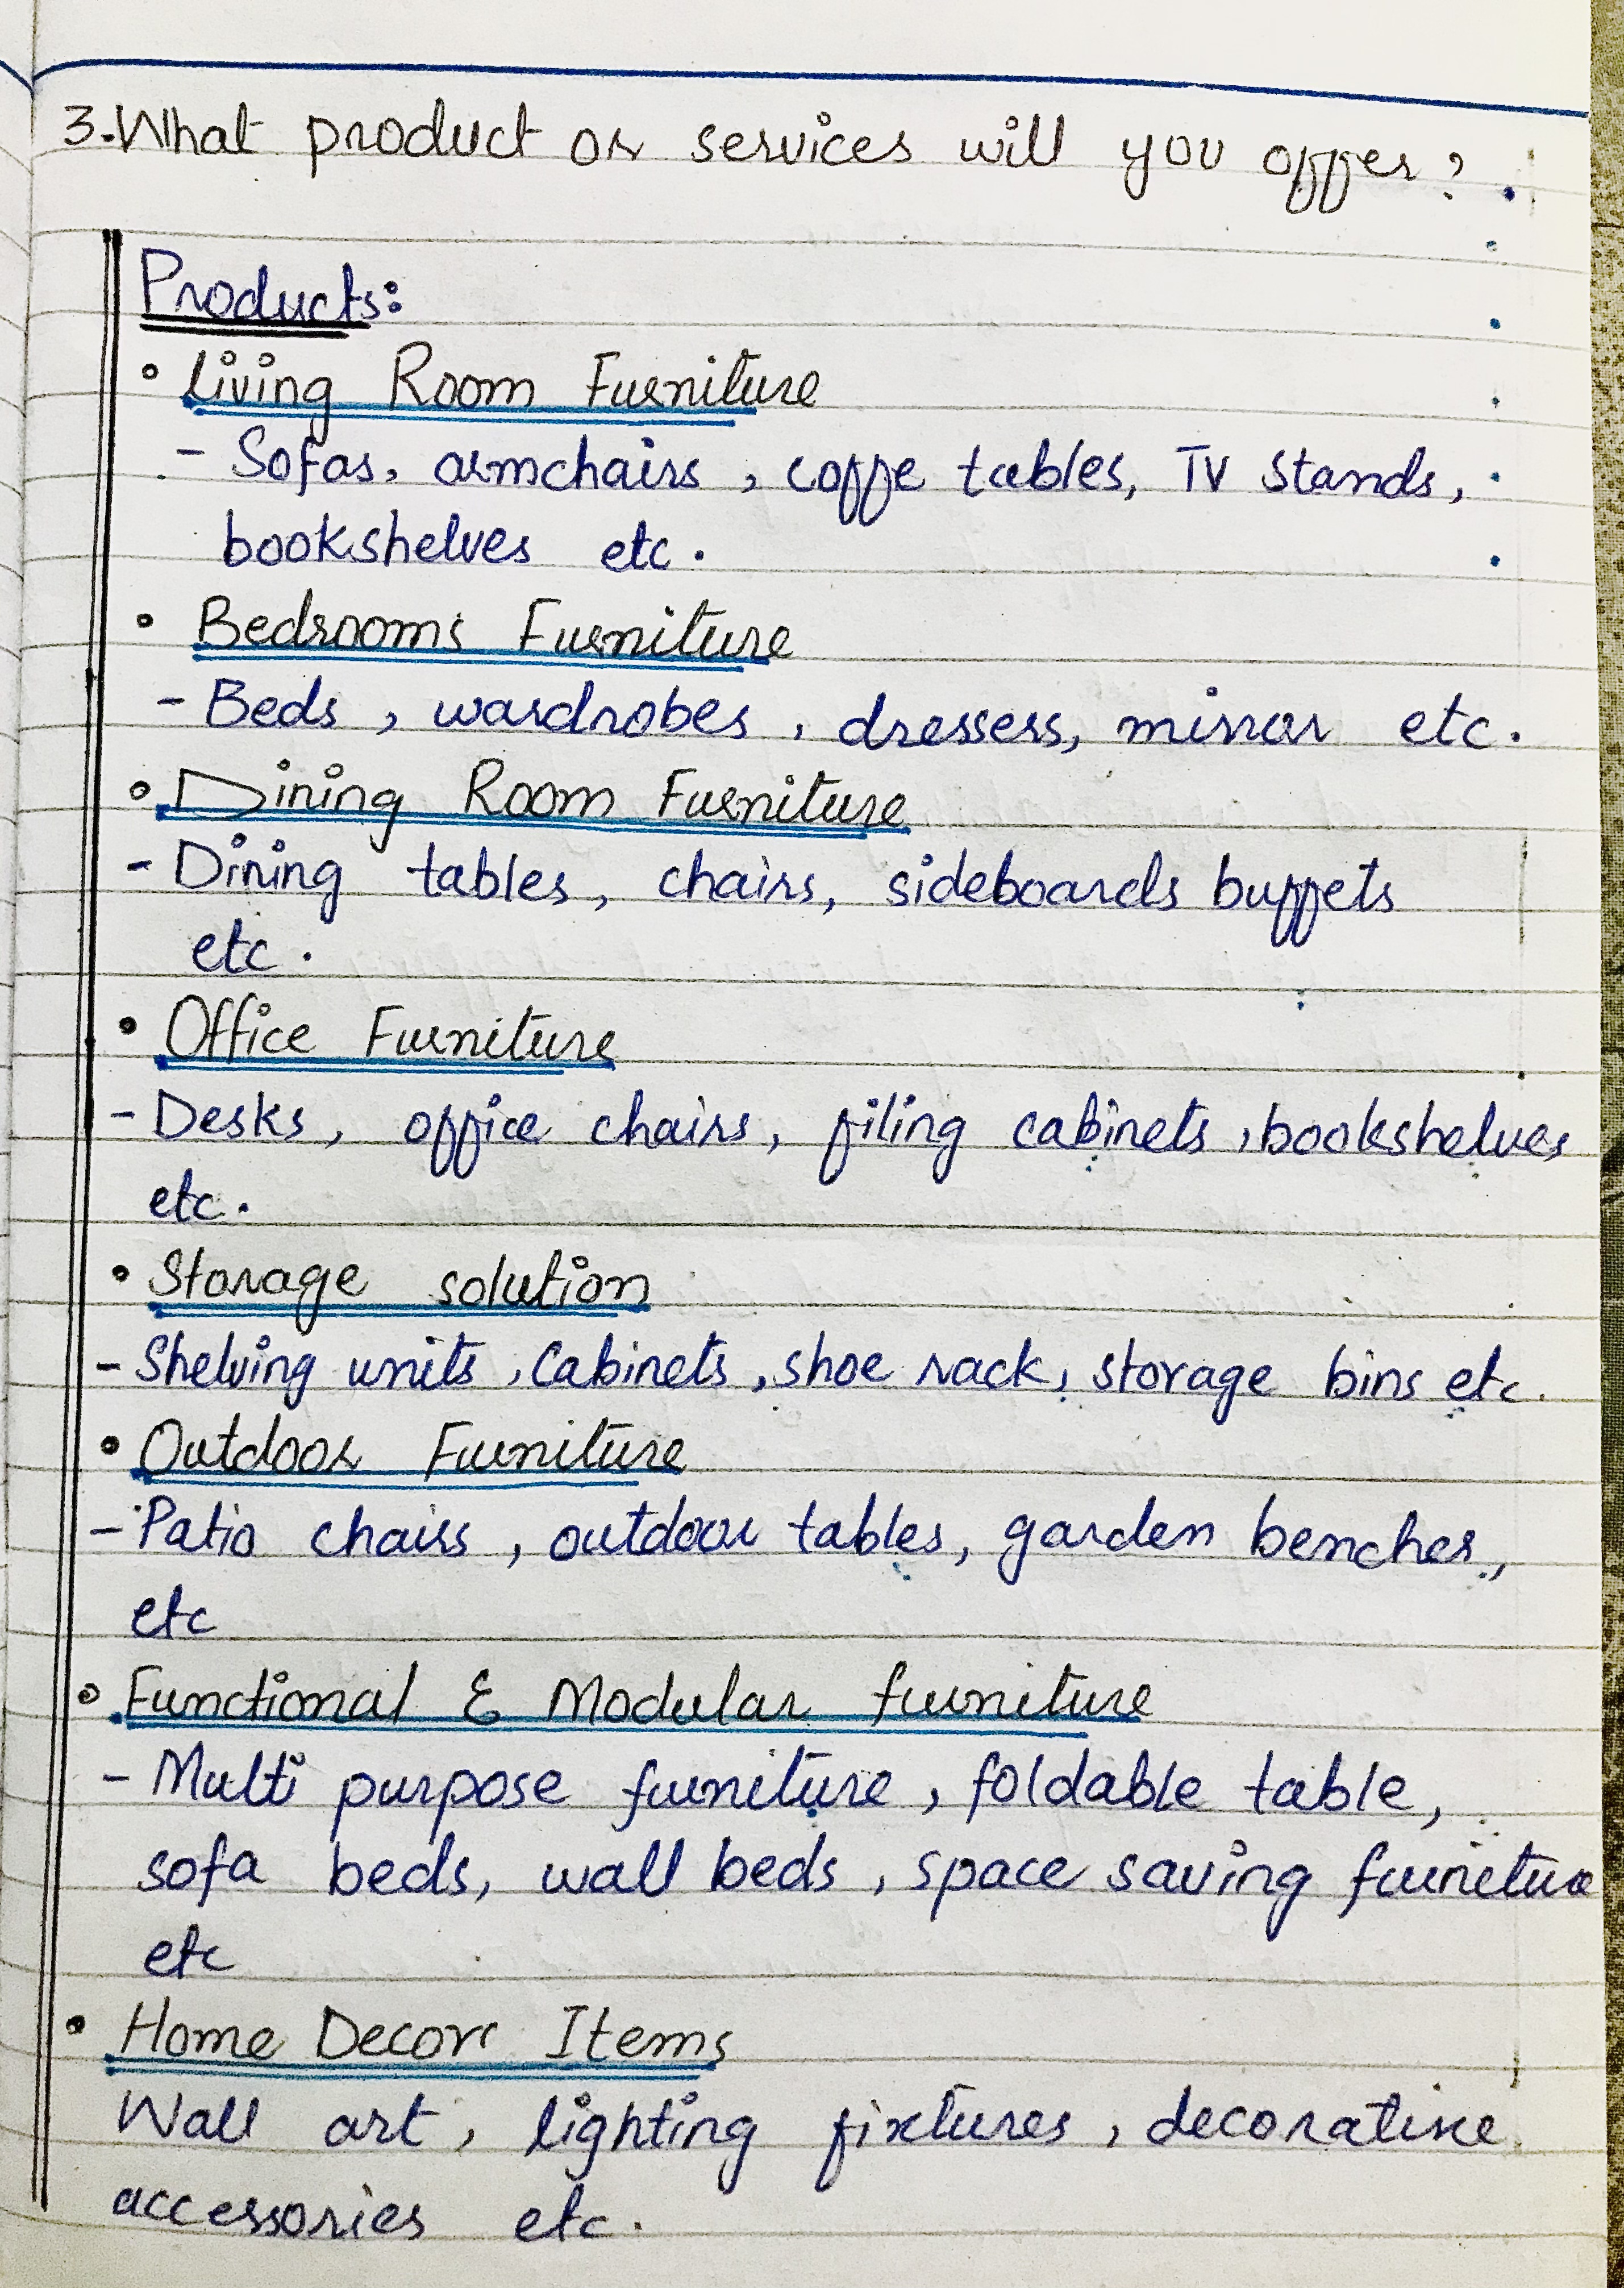 3. What product or services will you offer?
Products:
• Living Room Furniture
- Sofas, armchairs, coffe tables, TV stands,
bookshelves etc.
• Bedrooms Furniture
- Beds, wardrobes, dressers, mirror etc.
• Dining Room Furniture
- Dining tables, chairs, sideboards buffets
etc.
• Office Furniture
- Desks, office chairs, filing cabinets, bookshelves
etc.
• Storage solution
- Shelving units, Cabinets, shoe rack, storage bins etc.
• Outdoor Furniture
- Patio chairs, outdoor tables, garden benches,
etc
• Functional & Modular furniture
- Multi purpose furniture, foldable table,
sofa beds, wall beds, space saving furniture
etc
• Home Decorr Items
Wall art, lighting fixtures, decorative
accessories etc.